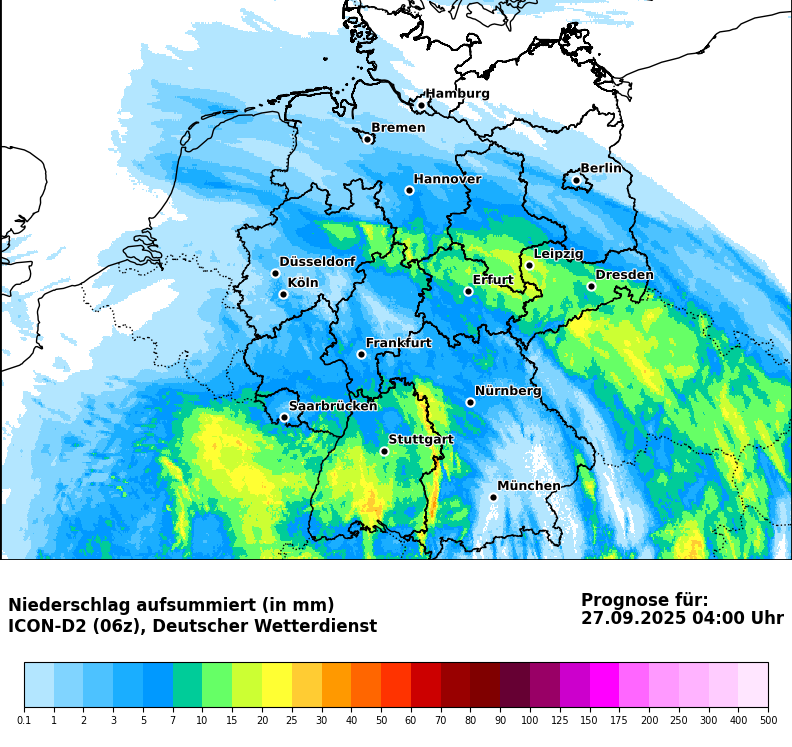 Hamburg
Bremen
Berlin
Hannover
Leipzig
Düsseldorf
Dresden
Erfurt
Köln
Frankfurt
Nürnberg
Saarbrücken
Stuttgart
München
Niederschlag aufsummiert (in mm)
ICON-D2 (06z), Deutscher Wetterdienst
Prognose für:
27.09.2025 04:00 Uhr
0.1 1 2 3 5 7 10 15 20 25 30 40 50 60 70 80 90 100 125 150 175 200 250 300 400 500